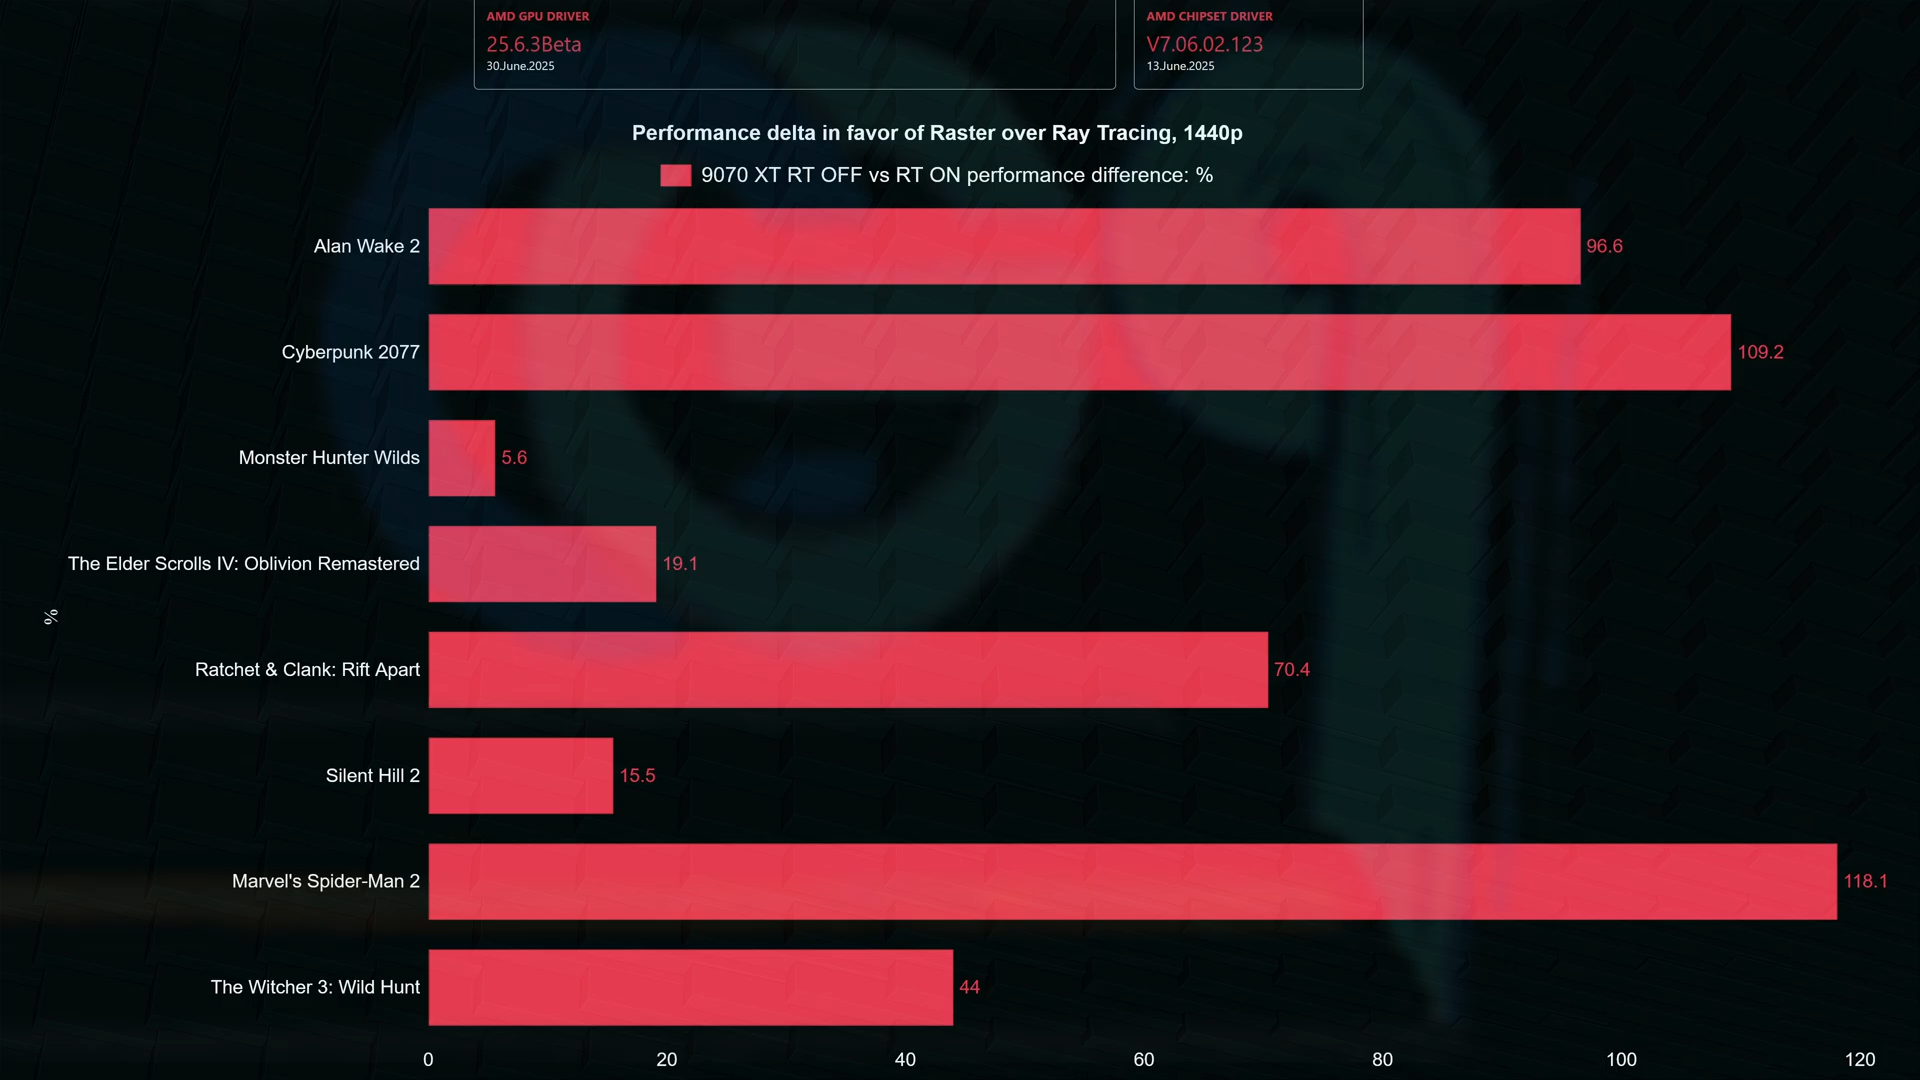 AMD GPU DRIVER
25.6.3Beta
30.June.2025
AMD CHIPSET DRIVER
V7.06.02.123
13.June.2025
Performance delta in favor of Raster over Ray Tracing, 1440p
9070 XT RT OFF vs RT ON performance difference: %
Alan Wake 2 96.6
Cyberpunk 2077 109.2
Monster Hunter Wilds 5.6
The Elder Scrolls IV: Oblivion Remastered 19.1
%
Ratchet & Clank: Rift Apart 70.4
Silent Hill 2 15.5
Marvel's Spider-Man 2 118.1
The Witcher 3: Wild Hunt 44
0 20 40 60 80 100 120